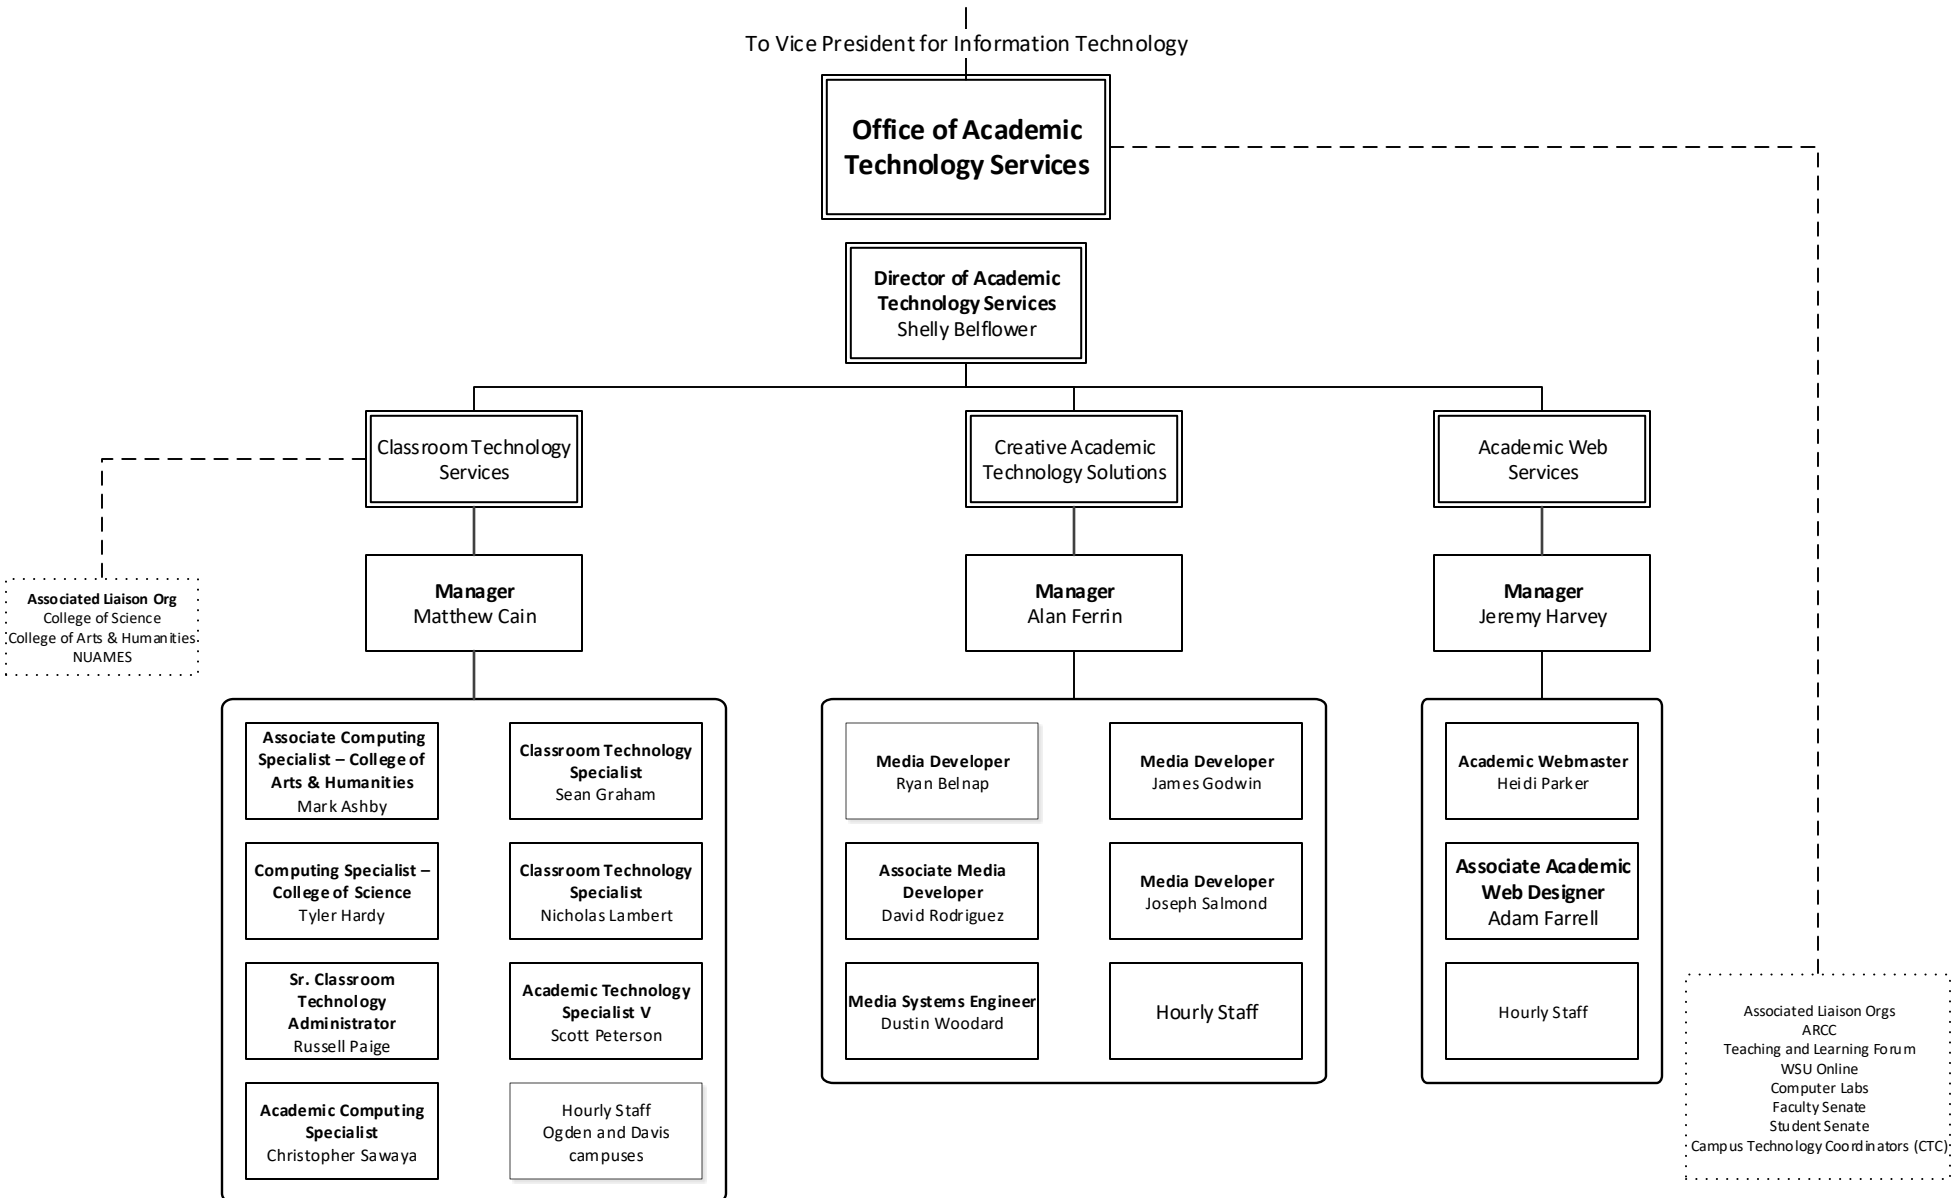 To Vice President for Information Technology
Office of Academic
Technology Services
Director of Academic
Technology Services
Shelly Belflower
Classroom Technology
Services
Creative Academic
Technology Solutions
Academic Web
Services
Associated Liaison Org
College of Science
College of Arts & Humanities
NUAMES
Manager
Matthew Cain
Manager
Alan Ferrin
Manager
Jeremy Harvey
Associate Computing
Specialist – College of
Arts & Humanities
Mark Ashby
Classroom Technology
Specialist
Sean Graham
Computing Specialist –
College of Science
Tyler Hardy
Classroom Technology
Specialist
Nicholas Lambert
Sr. Classroom
Technology
Administrator
Russell Paige
Academic Technology
Specialist V
Scott Peterson
Academic Computing
Specialist
Christopher Sawaya
Hourly Staff
Ogden and Davis
campuses
Media Developer
Ryan Belnap
Media Developer
James Godwin
Associate Media
Developer
David Rodriguez
Media Developer
Joseph Salmond
Media Systems Engineer
Dustin Woodard
Hourly Staff
Academic Webmaster
Heidi Parker
Associate Academic
Web Designer
Adam Farrell
Hourly Staff
Associated Liaison Orgs
ARCC
Teaching and Learning Forum
WSU Online
Computer Labs
Faculty Senate
Student Senate
Campus Technology Coordinators (CTC)